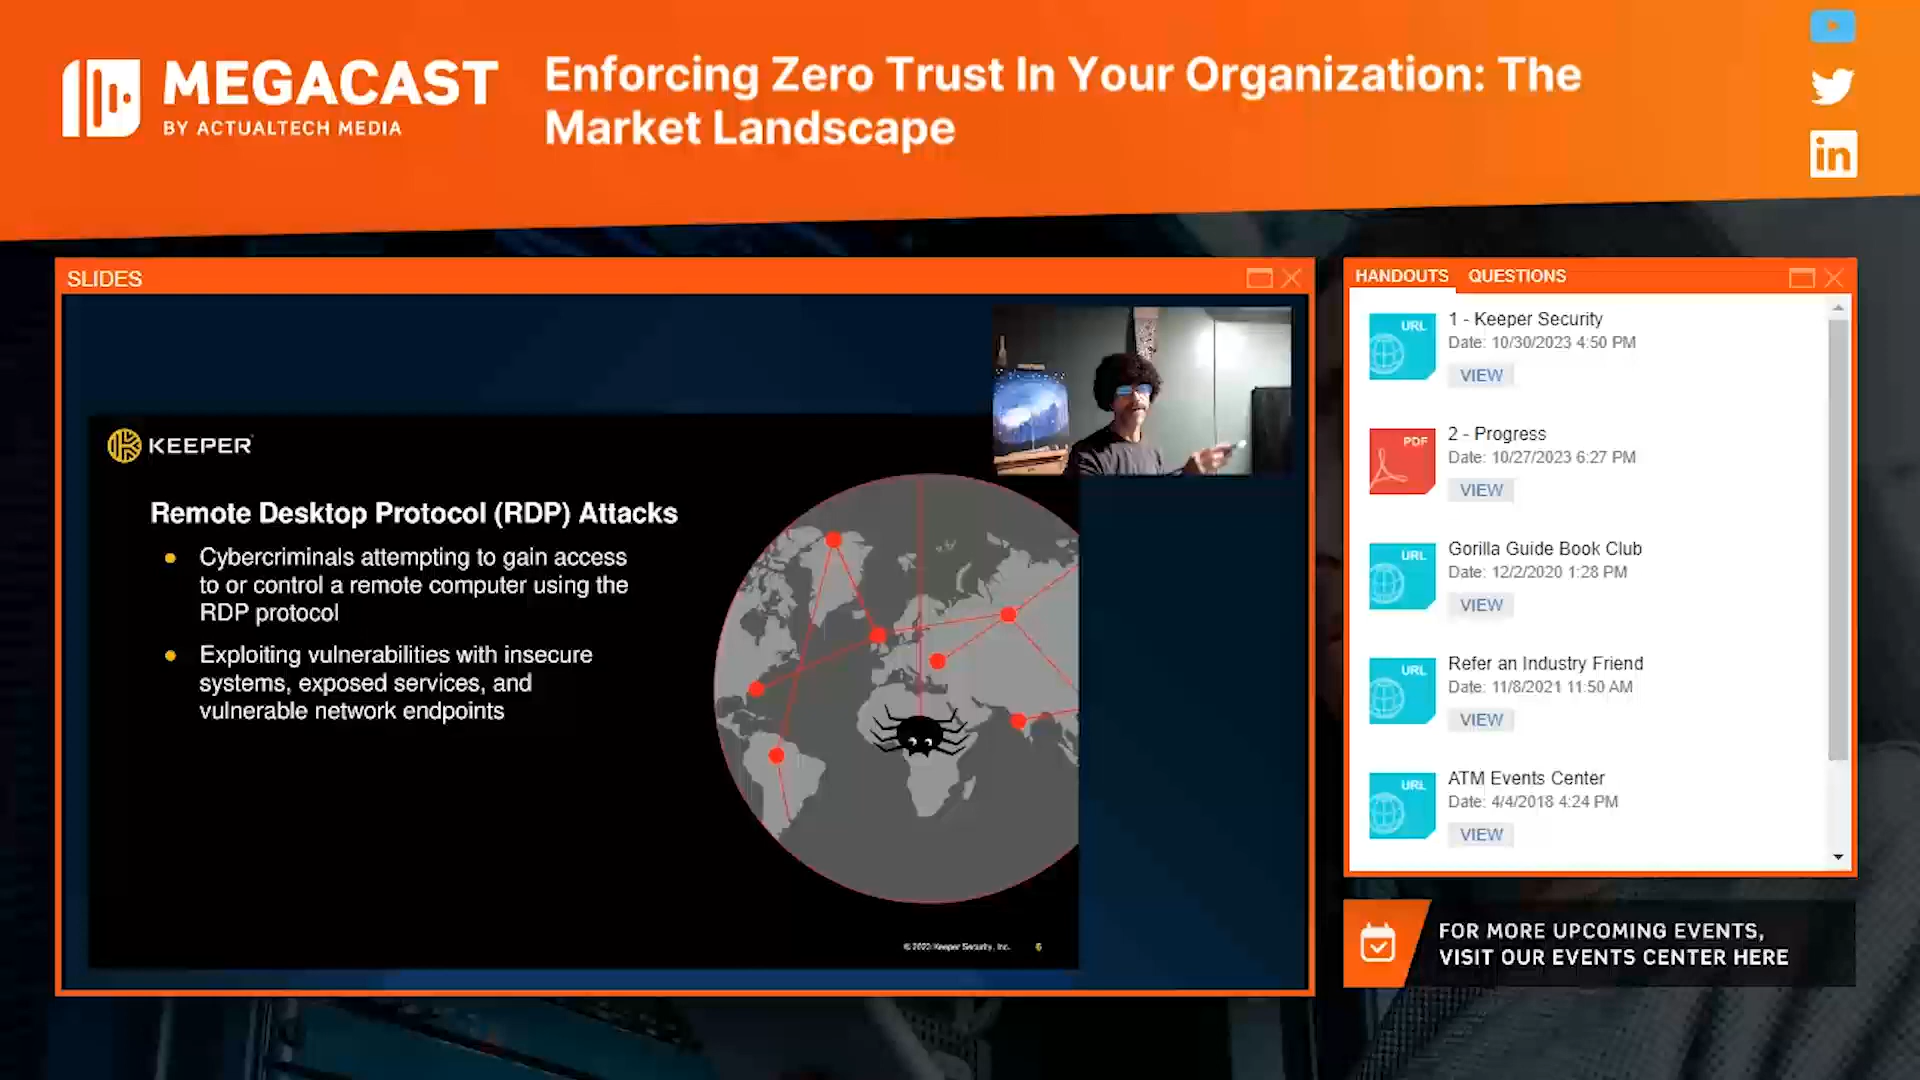 MEGACAST
BY ACTUALTECH MEDIA
Enforcing Zero Trust In Your Organization: The
Market Landscape
in
SLIDES
KEEPER
Remote Desktop Protocol (RDP) Attacks
Cybercriminals attempting to gain access
to or control a remote computer using the
RDP protocol
Exploiting vulnerabilities with insecure
systems, exposed services, and
vulnerable network endpoints
© 2023 Keeper Security, Inc.
6
HANDOUTS QUESTIONS
URL
1 - Keeper Security
Date: 10/30/2023 4:50 PM
VIEW
PDF
2 - Progress
Date: 10/27/2023 6:27 PM
VIEW
URL
Gorilla Guide Book Club
Date: 12/2/2020 1:28 PM
VIEW
URL
Refer an Industry Friend
Date: 11/8/2021 11:50 AM
VIEW
URL
ATM Events Center
Date: 4/4/2018 4:24 PM
VIEW
FOR MORE UPCOMING EVENTS,
VISIT OUR EVENTS CENTER HERE